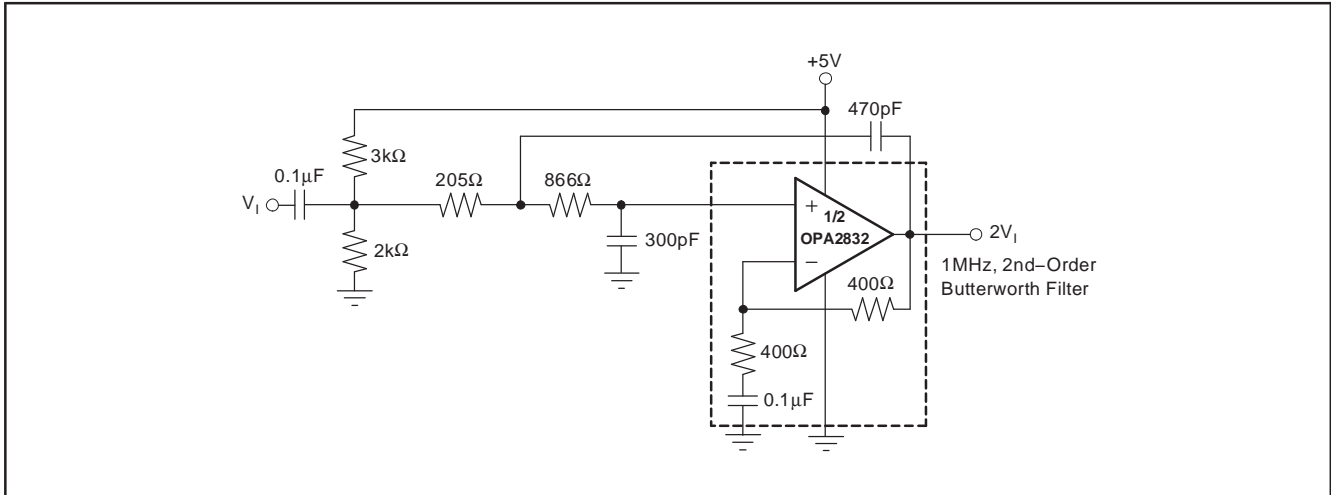 +5V
470pF
3kΩ
0.1μF
205Ω
866Ω
V_I
+
1/2
OPA2832
−
2V_I
2kΩ
300pF
1MHz, 2nd−Order
Butterworth Filter
400Ω
400Ω
0.1μF